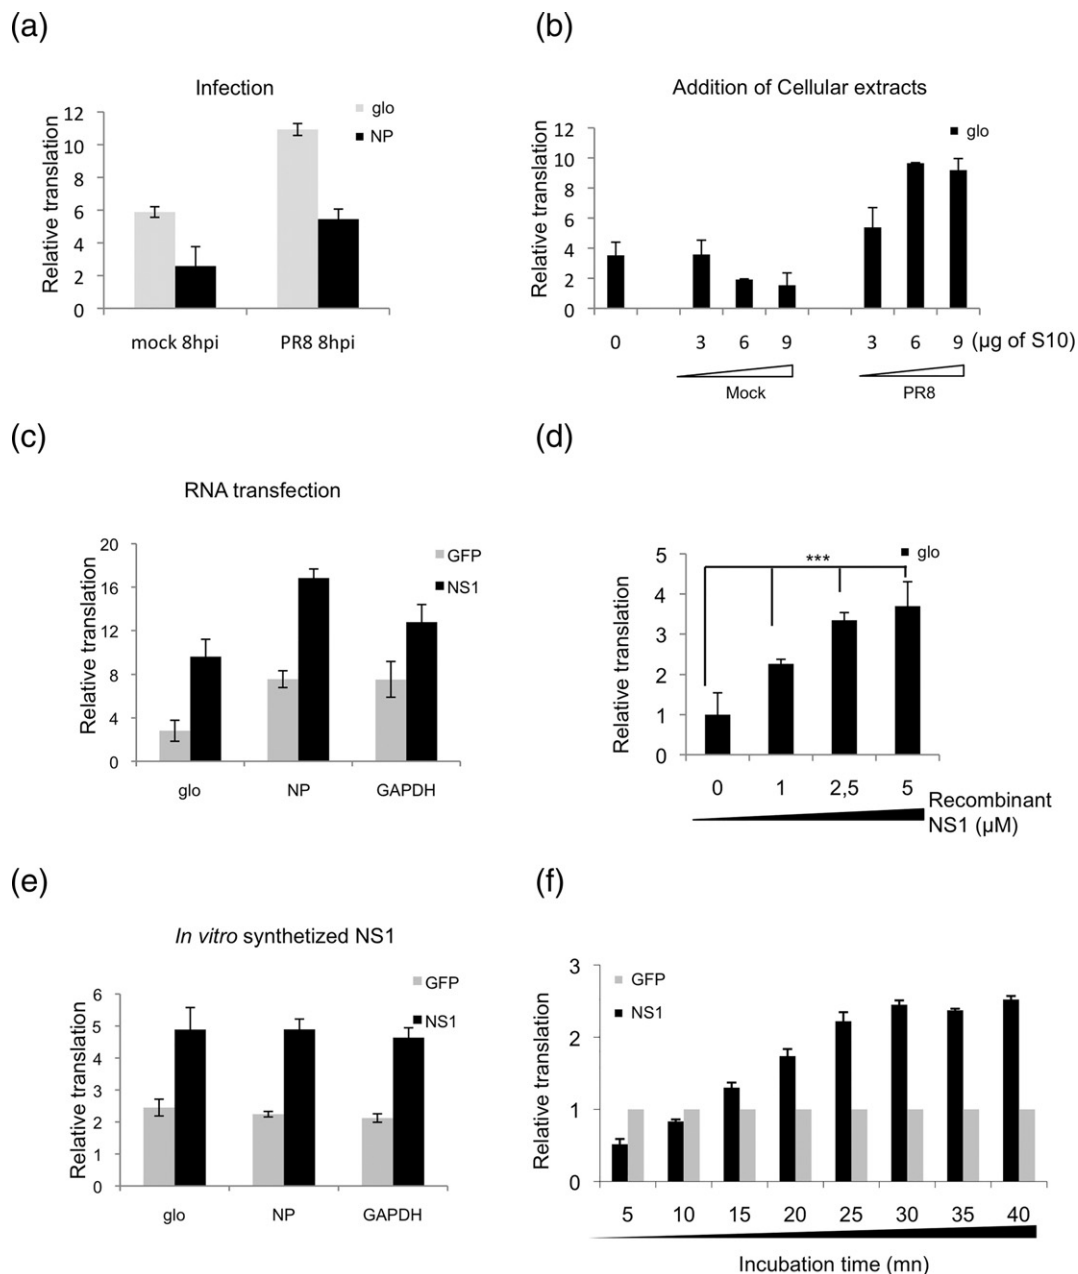 (a)
Infection
glo
NP
Relative translation
12
10
8
6
4
2
0
mock 8hpi PR8 8hpi
(b)
Addition of Cellular extracts
glo
Relative translation
12
10
8
6
4
2
0
0 3 6 9 3 6 9 (µg of S10)
Mock PR8
(c)
RNA transfection
GFP
NS1
Relative translation
20
16
12
8
4
0
glo NP GAPDH
(d)
glo
***
Relative translation
5
4
3
2
1
0
0 1 2,5 5
Recombinant
NS1 (µM)
(e)
In vitro synthetized NS1
GFP
NS1
Relative translation
6
5
4
3
2
1
0
glo NP GAPDH
(f)
GFP
NS1
Relative translation
3
2
1
0
5 10 15 20 25 30 35 40
Incubation time (mn)